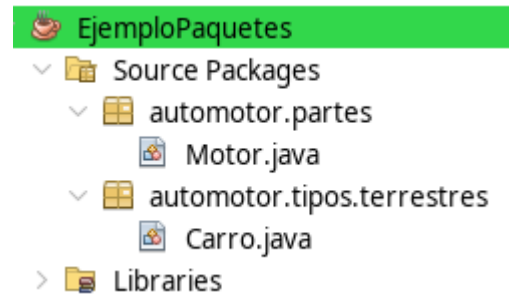 EjemploPaquetes
Source Packages
automotor.partes
Motor.java
automotor.tipos.terrestres
Carro.java
Libraries